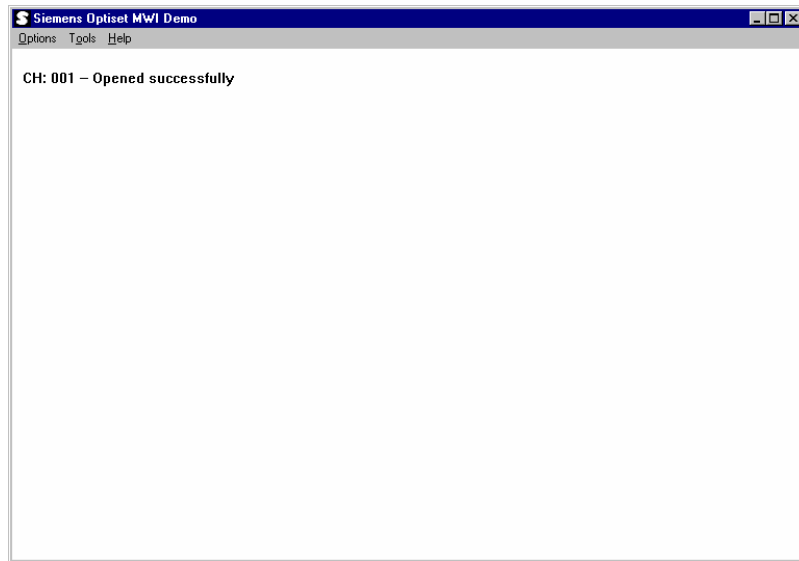 Siemens Optiset MWI Demo
Options Tools Help
CH: 001 – Opened successfully